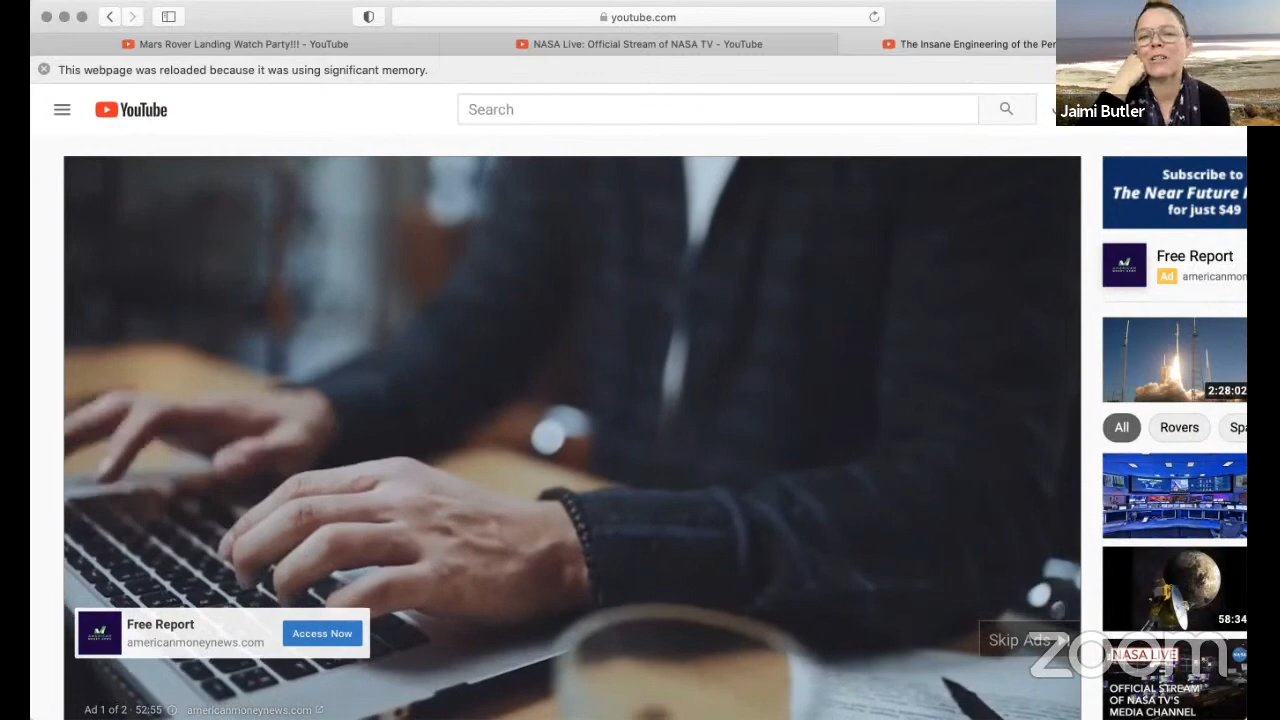 youtube.com
Mars Rover Landing Watch Party!!! - YouTube
NASA Live: Official Stream of NASA TV - YouTube
The Insane Engineering of the Per
This webpage was reloaded because it was using significant memory.
Jaimi Butler
YouTube
Search
Subscribe to
The Near Future
for just $49
Free Report
Ad americanmo
2:28:02
All
Rovers
Spa
58:34
Free Report
americanmoneynews.com
Access Now
Skip Ads
zoom
NASA LIVE
OFFICIAL STREAM
OF NASA TV'S
MEDIA CHANNEL
Ad 1 of 2 · 52:55
americanmoneynews.com